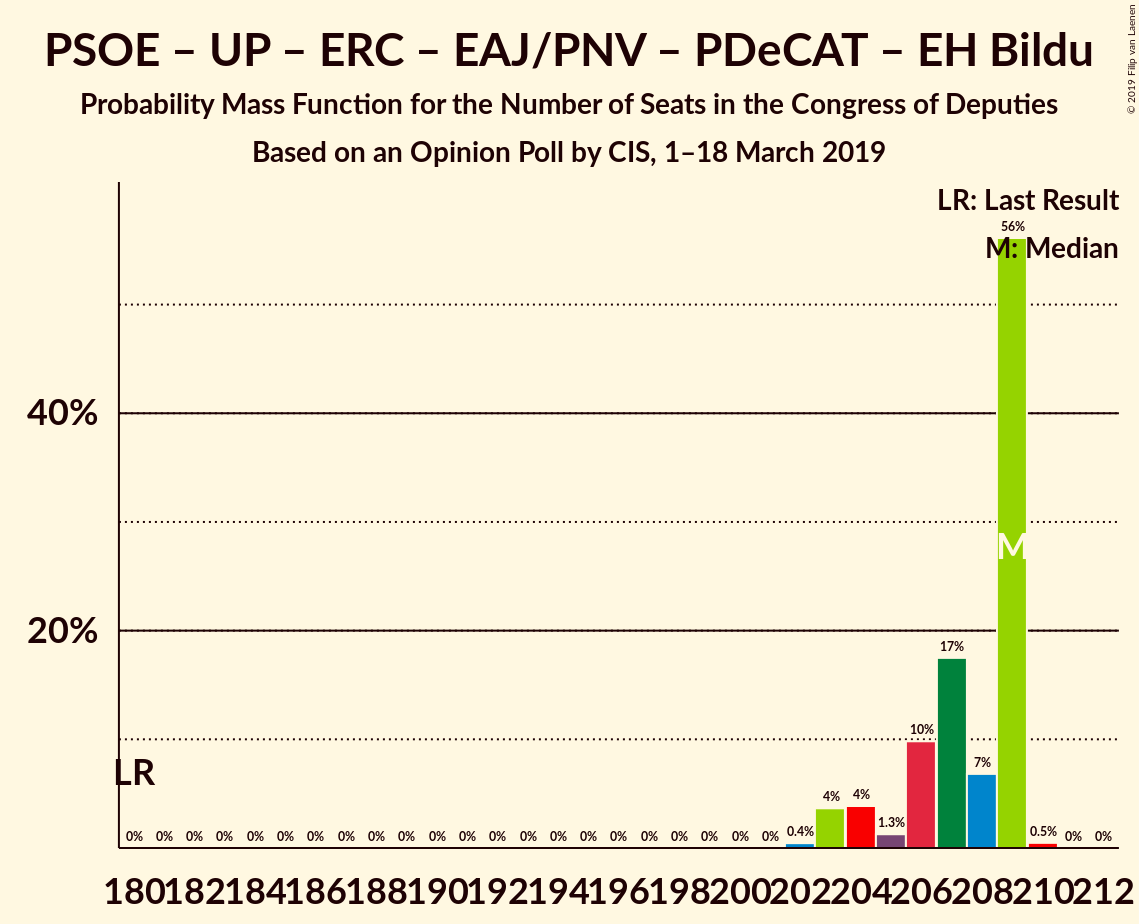 PSOE – UP – ERC – EAJ/PNV – PDeCAT – EH Bildu
Probability Mass Function for the Number of Seats in the Congress of Deputies
Based on an Opinion Poll by CIS, 1–18 March 2019
© 2019 Filip van Laenen
LR: Last Result
M: Median
56%
40%
20%
M
LR
0% 0% 0% 0% 0% 0% 0% 0% 0% 0% 0% 0% 0% 0% 0% 0% 0% 0% 0% 0% 0% 0% 0.4% 4% 4% 1.3% 10% 17% 7% 0.5% 0% 0%
180 182 184 186 188 190 192 194 196 198 200 202 204 206 208 210 212